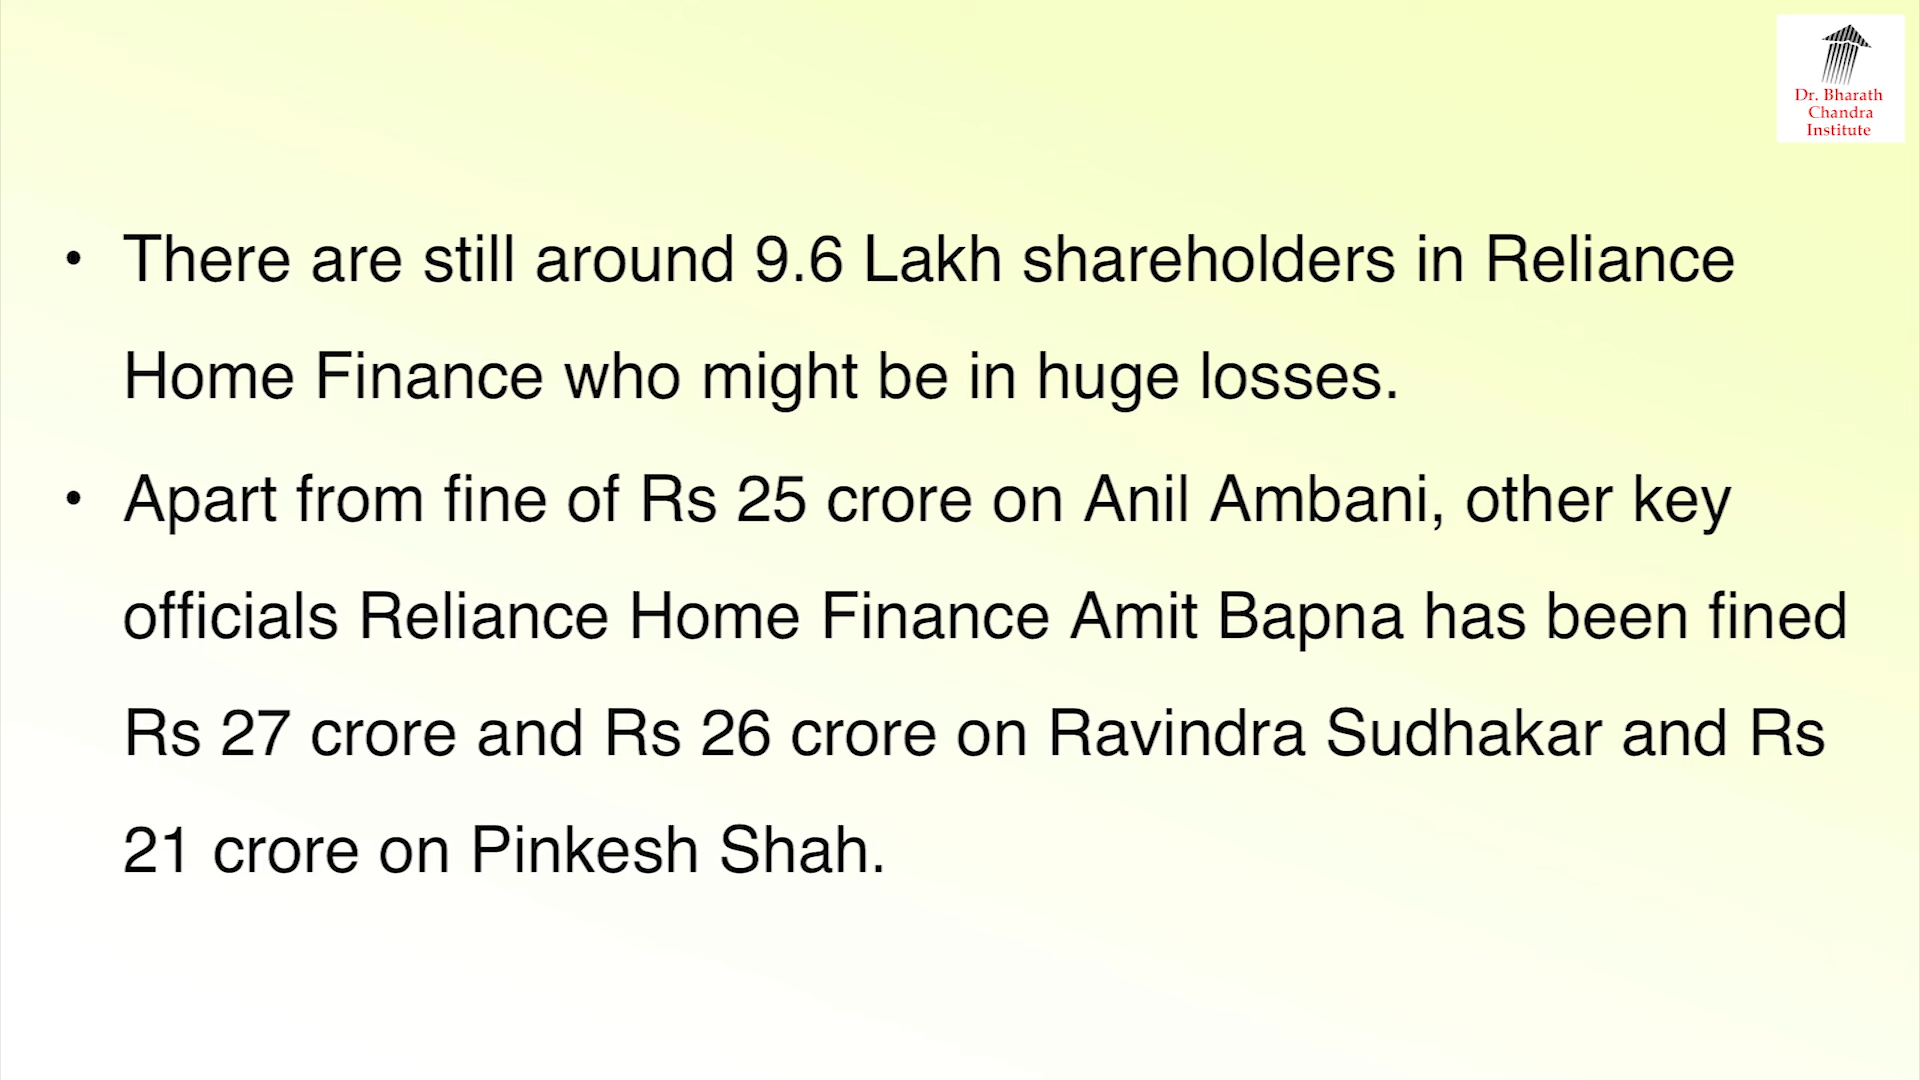 Dr. Bharath
Chandra
Institute
• There are still around 9.6 Lakh shareholders in Reliance
Home Finance who might be in huge losses.
• Apart from fine of Rs 25 crore on Anil Ambani, other key
officials Reliance Home Finance Amit Bapna has been fined
Rs 27 crore and Rs 26 crore on Ravindra Sudhakar and Rs
21 crore on Pinkesh Shah.